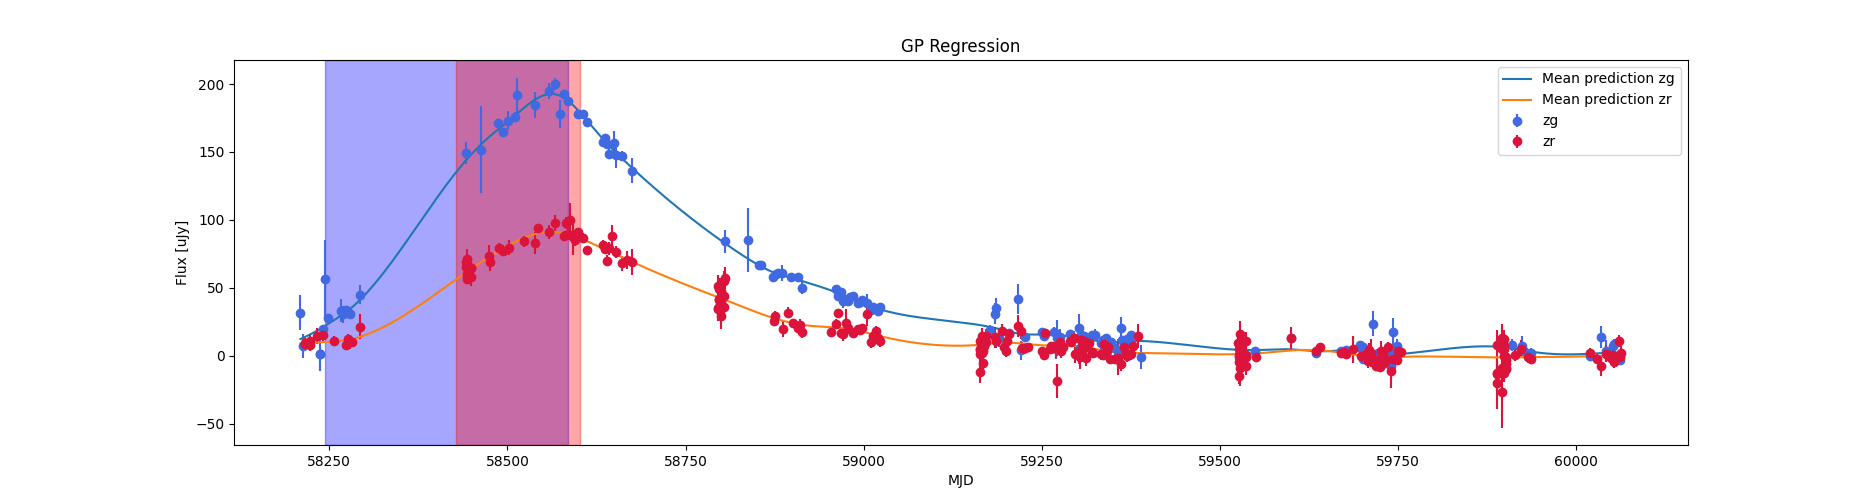 GP Regression
Flux [uJy]
200
150
100
50
0
−50
58250
58500
58750
59000
59250
59500
59750
60000
MJD
Mean prediction zg
Mean prediction zr
zg
zr